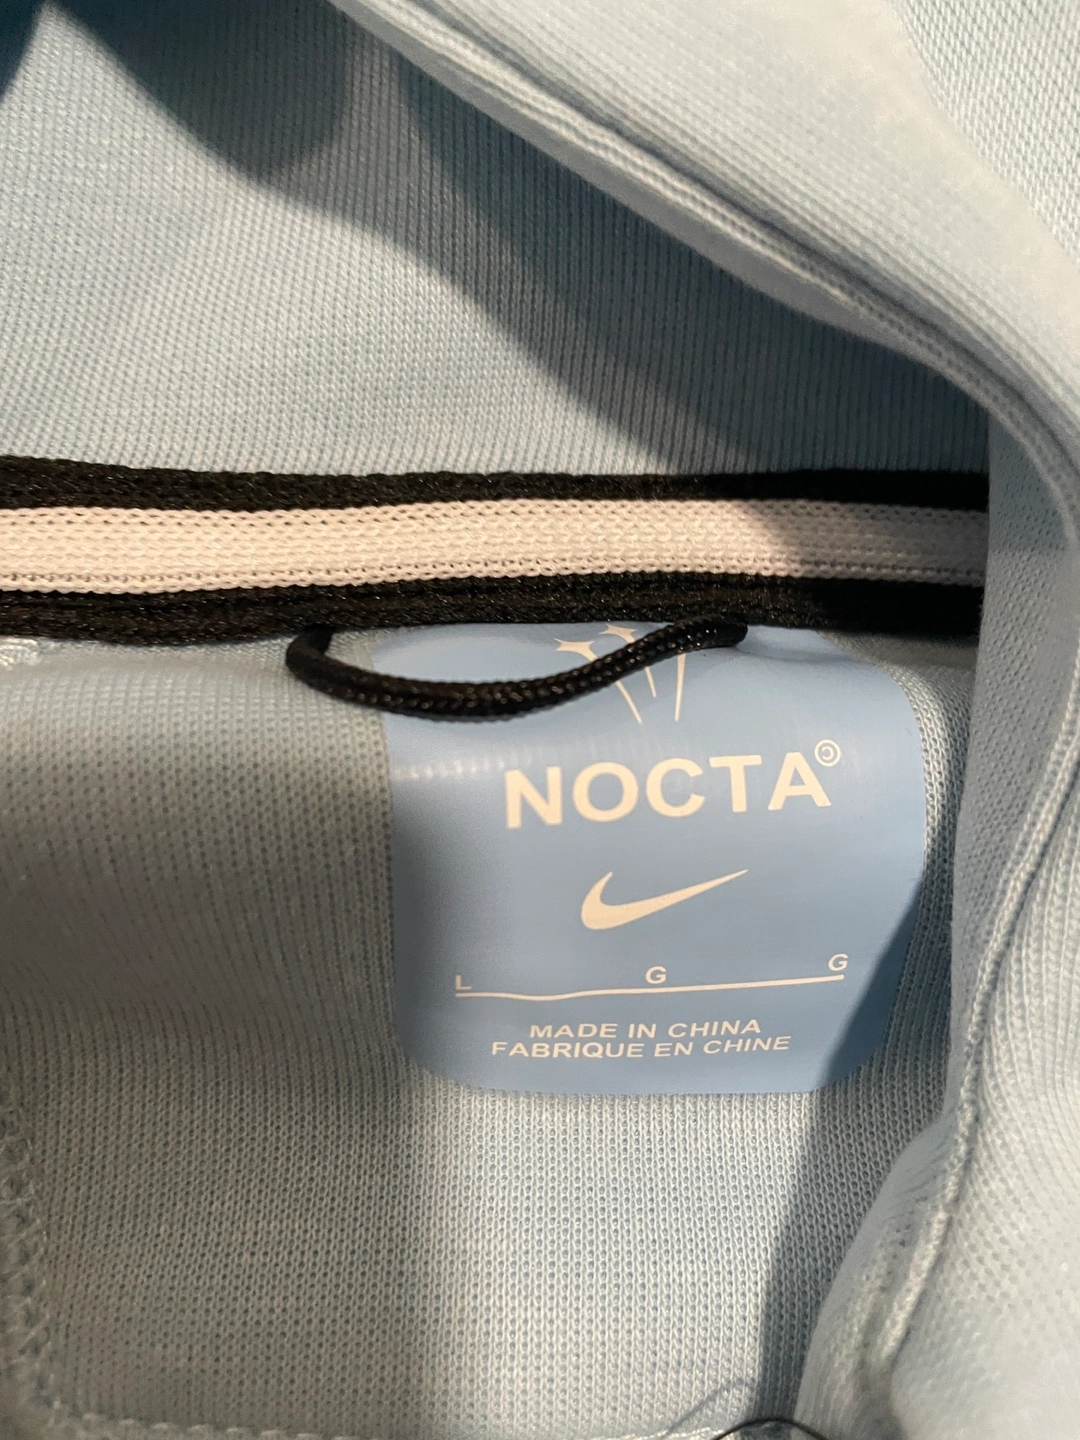 NOCTA©
L G G
MADE IN CHINA
FABRIQUE EN CHINE